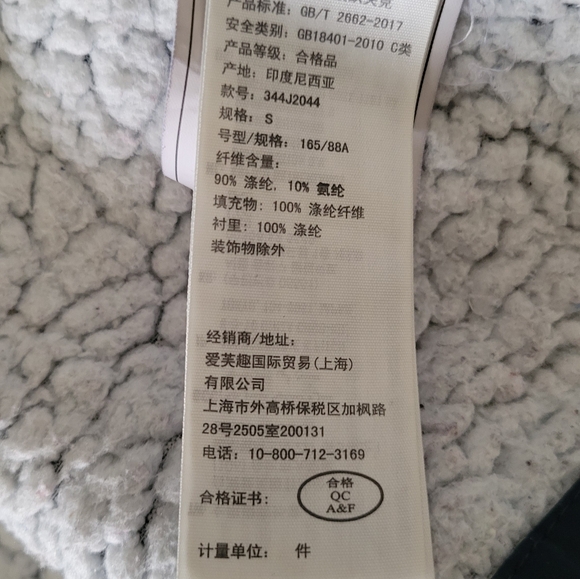 产品标准: GB/T 2662-2017
安全类别: GB18401-2010 C类
产品等级: 合格品
产地: 印度尼西亚
款号: 344J2044
规格: S
号型/规格: 165/88A
纤维含量:
90% 涤纶, 10% 氨纶
填充物: 100% 涤纶纤维
衬里: 100% 涤纶
装饰物除外
经销商/地址:
爱芙趣国际贸易(上海)
有限公司
上海市外高桥保税区加枫路
28号2505室200131
电话: 10-800-712-3169
合格证书:
合格
QC
A&F
计量单位: 件